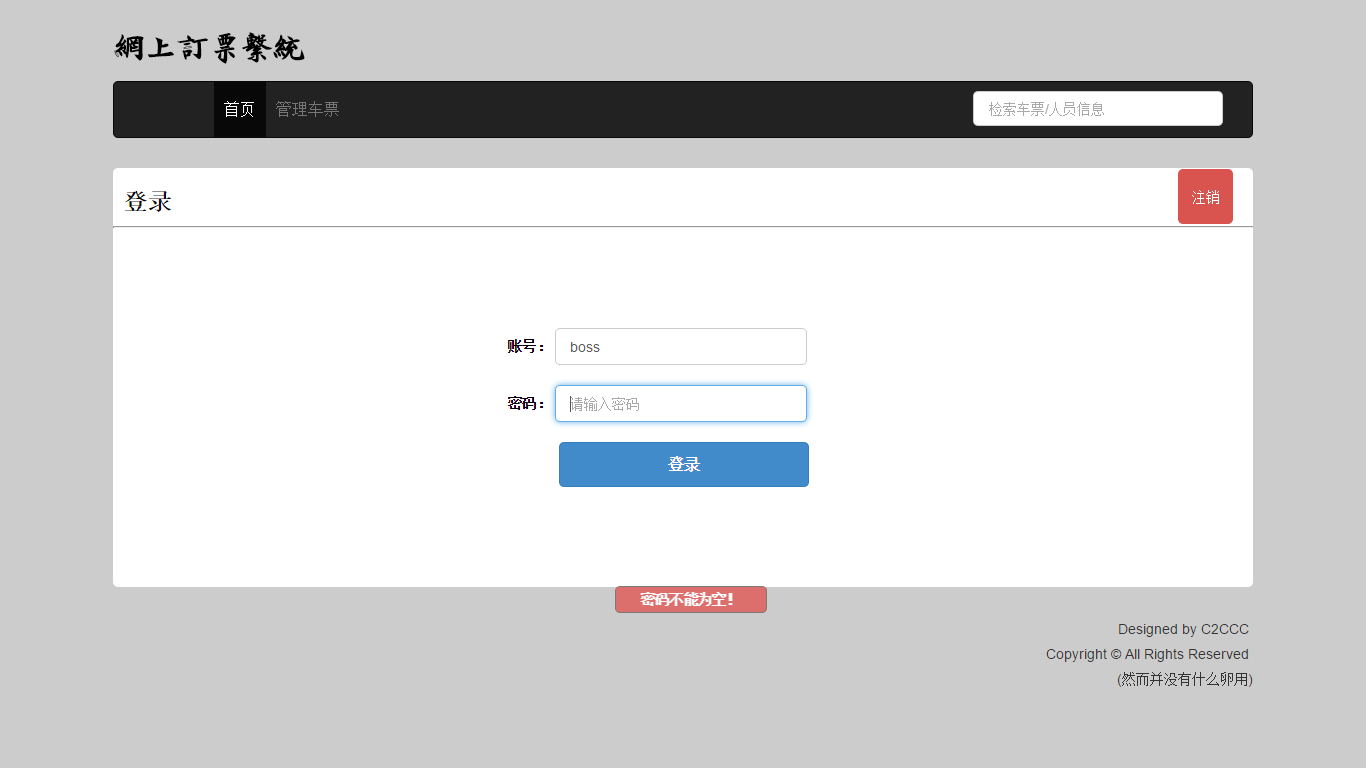 網上訂票繫統
首页 管理车票 检索车票/人员信息
登录 注销
账号： boss
密码： 请输入密码
登录
密码不能为空!
Designed by C2CCC
Copyright © All Rights Reserved
(然而并没有什么卵用)